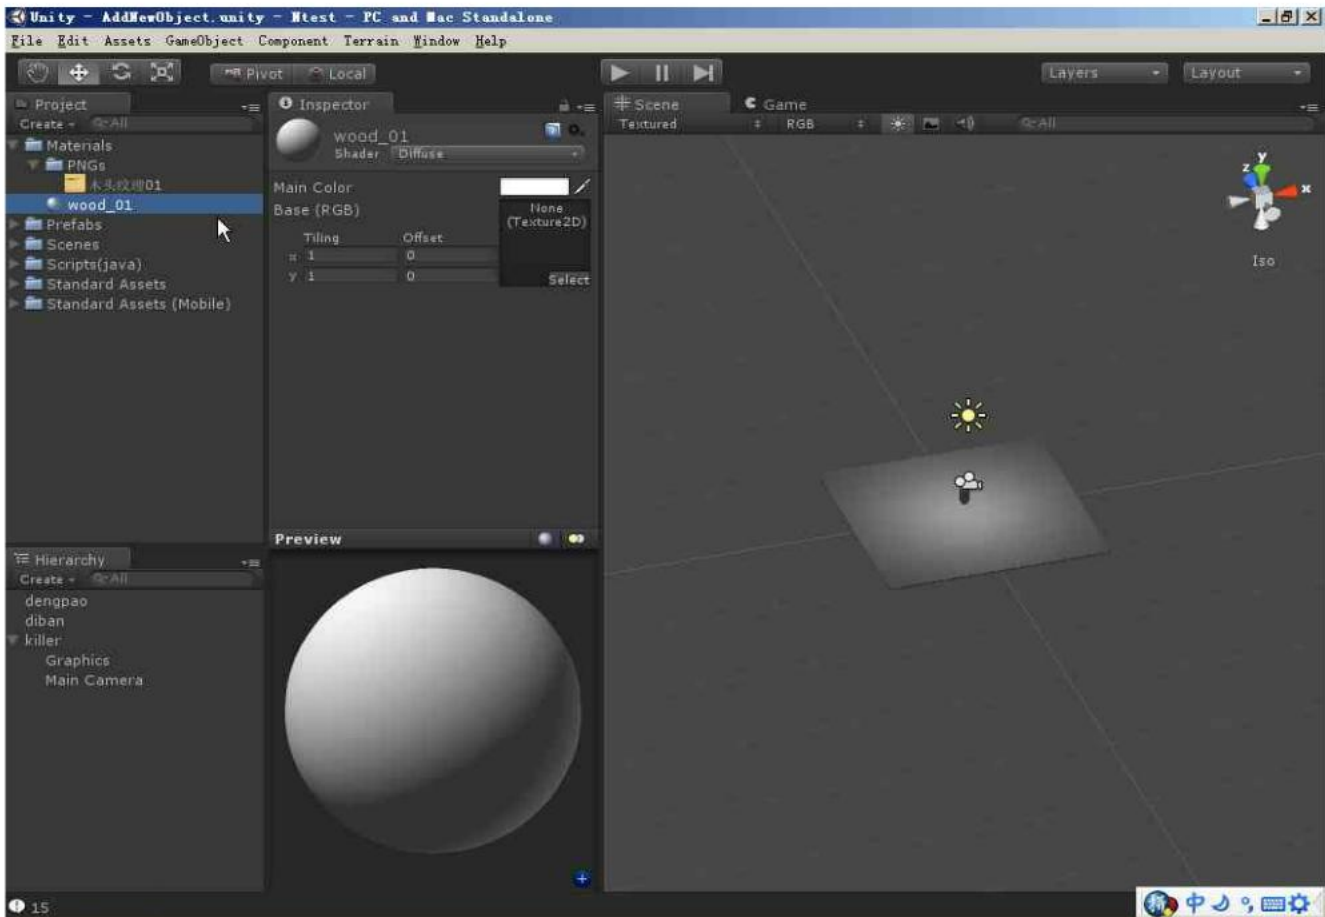 Unity - AddNewObject.unity - Ntest - PC and Mac Standalone
File Edit Assets GameObject Component Terrain Window Help
Pivot Local Layers Layout
Project
Create All
Materials
PNGs
木头纹理01
wood_01
Prefabs
Scenes
Scripts(java)
Standard Assets
Standard Assets (Mobile)
Inspector
wood_01
Shader Diffuse
Main Color
Base (RGB)
None
(Texture2D)
Tiling Offset
x 1 0
y 1 0
Select
Preview
Scene Game
Textured RGB All
y
z
x
Iso
Hierarchy
Create All
dengpao
diban
killer
Graphics
Main Camera
15
中